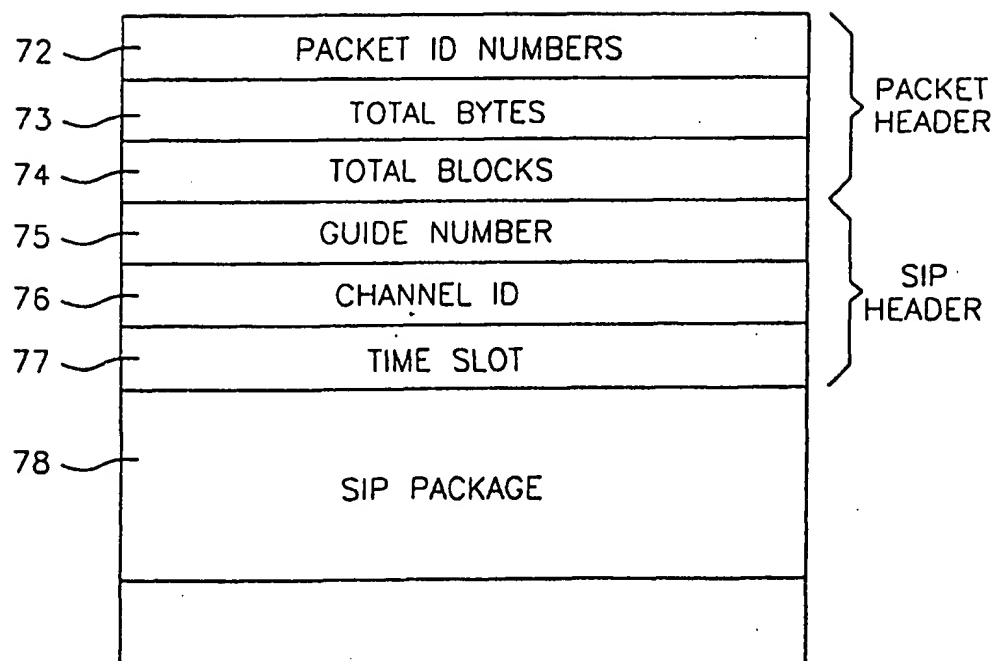 72 PACKET ID NUMBERS
73 TOTAL BYTES
74 TOTAL BLOCKS
PACKET
HEADER
75 GUIDE NUMBER
76 CHANNEL ID
77 TIME SLOT
SIP
HEADER
78 SIP PACKAGE